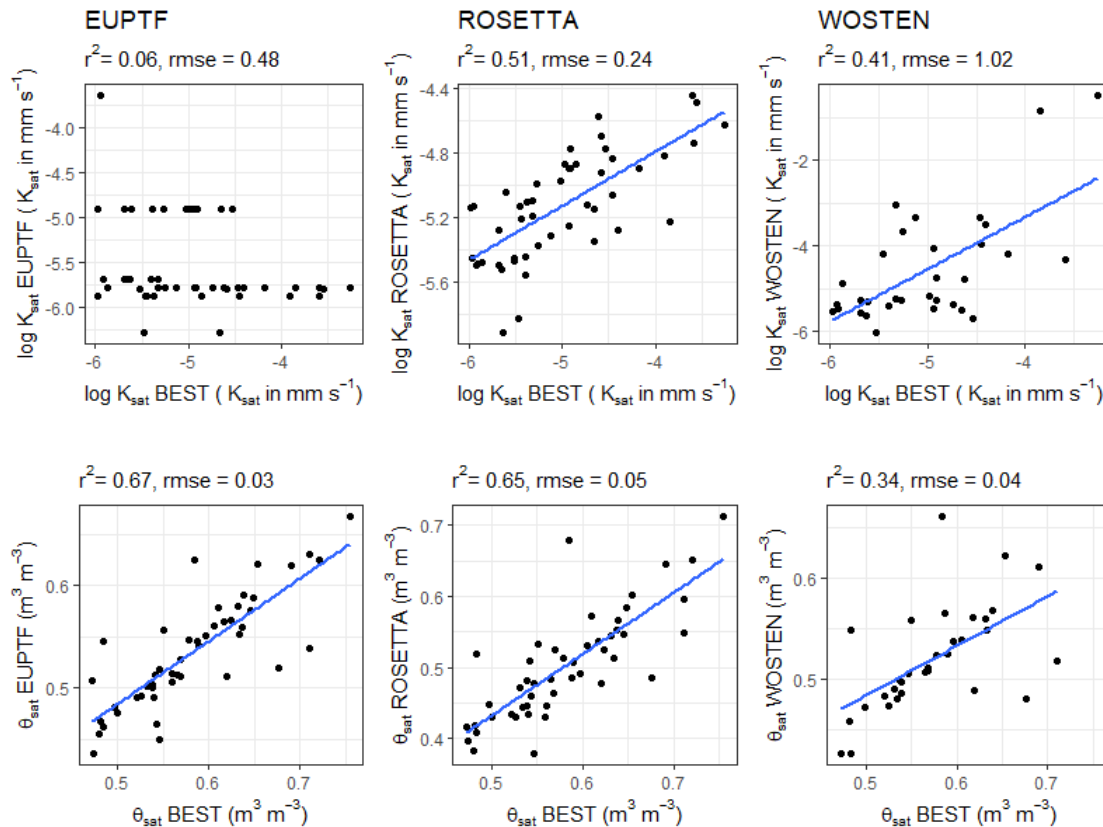 EUPTF
ROSETTA
WOSTEN
r²= 0.06, rmse = 0.48
r²= 0.51, rmse = 0.24
r²= 0.41, rmse = 1.02
log Kₛₐₜ EUPTF ( Kₛₐₜ in mm s⁻¹)
-4.0
-4.5
-5.0
-5.5
-6.0
-6
-5
-4
log Kₛₐₜ BEST ( Kₛₐₜ in mm s⁻¹)
log Kₛₐₜ ROSETTA ( Kₛₐₜ in mm s⁻¹)
-4.4
-4.8
-5.2
-5.6
-6
-5
-4
log Kₛₐₜ BEST ( Kₛₐₜ in mm s⁻¹)
log Kₛₐₜ WOSTEN ( Kₛₐₜ in mm s⁻¹)
-2
-4
-6
-6
-5
-4
log Kₛₐₜ BEST ( Kₛₐₜ in mm s⁻¹)
r²= 0.67, rmse = 0.03
r²= 0.65, rmse = 0.05
r²= 0.34, rmse = 0.04
θₛₐₜ EUPTF (m³ m⁻³)
0.6
0.5
0.5
0.6
0.7
θₛₐₜ BEST (m³ m⁻³)
θₛₐₜ ROSETTA (m³ m⁻³)
0.7
0.6
0.5
0.4
0.5
0.6
0.7
θₛₐₜ BEST (m³ m⁻³)
θₛₐₜ WOSTEN (m³ m⁻³)
0.6
0.5
0.5
0.6
0.7
θₛₐₜ BEST (m³ m⁻³)